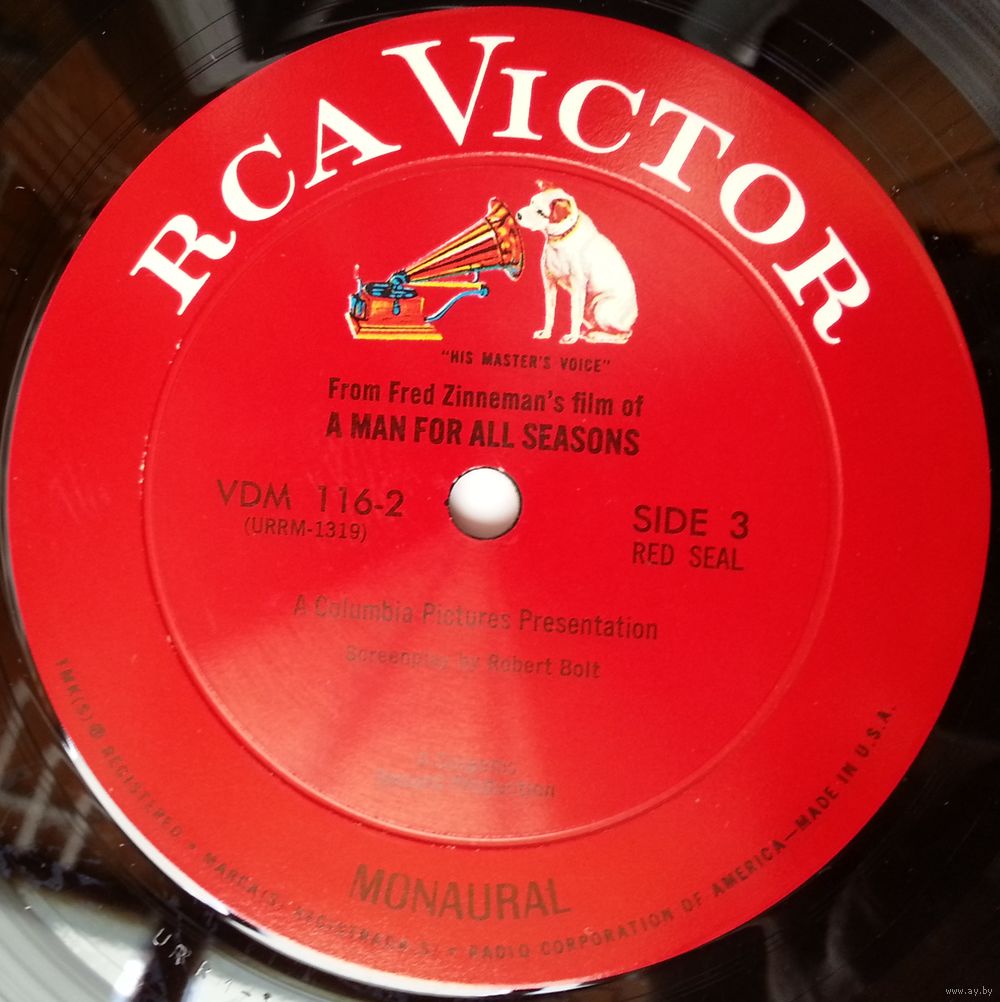 RCA VICTOR
"HIS MASTER'S VOICE"
From Fred Zinneman's film of
A MAN FOR ALL SEASONS
VDM 116-2
(URRM-1319)
SIDE 3
RED SEAL
A Columbia Pictures Presentation
Screenplay by Robert Bolt
MONAURAL
TMK(S) ® REGISTERED • MARCA(S) REGISTRADA(S) • RADIO CORPORATION OF AMERICA—MADE IN U.S.A.
www.ay.by